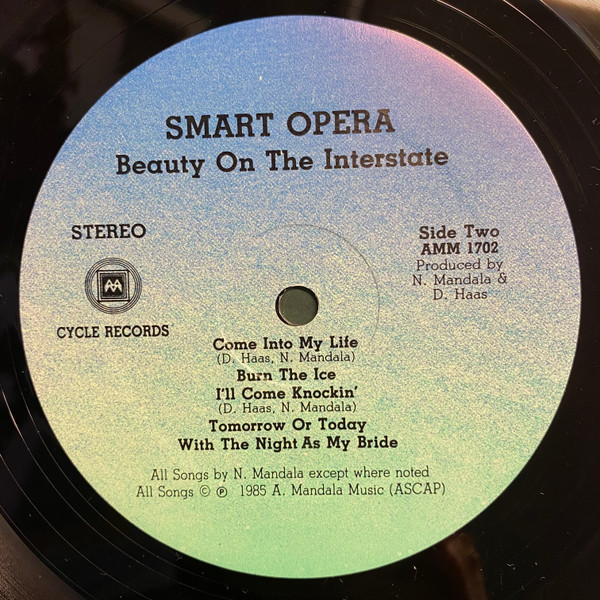 SMART OPERA
Beauty On The Interstate
STEREO
CYCLE RECORDS
Side Two
AMM 1702
Produced by
N. Mandala &
D. Haas
Come Into My Life
(D. Haas, N. Mandala)
Burn The Ice
I'll Come Knockin'
(D. Haas, N. Mandala)
Tomorrow Or Today
With The Night As My Bride
All Songs by N. Mandala except where noted
All Songs © ℗ 1985 A. Mandala Music (ASCAP)